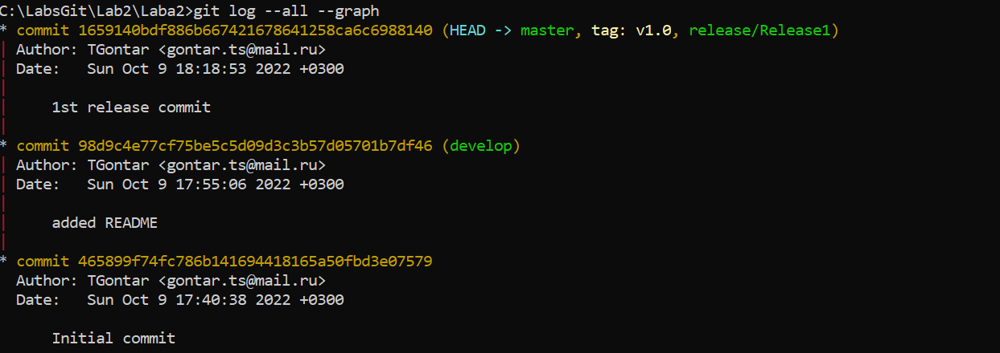 C:\LabsGit\Lab2\Laba2>git log --all --graph
* commit 1659140bdf886b667421678641258ca6c6988140 (HEAD -> master, tag: v1.0, release/Release1)
| Author: TGontar <gontar.ts@mail.ru>
| Date:   Sun Oct 9 18:18:53 2022 +0300
|
|     1st release commit
|
* commit 98d9c4e77cf75be5c5d09d3c3b57d05701b7df46 (develop)
| Author: TGontar <gontar.ts@mail.ru>
| Date:   Sun Oct 9 17:55:06 2022 +0300
|
|     added README
|
* commit 465899f74fc786b141694418165a50fbd3e07579
  Author: TGontar <gontar.ts@mail.ru>
  Date:   Sun Oct 9 17:40:38 2022 +0300

      Initial commit